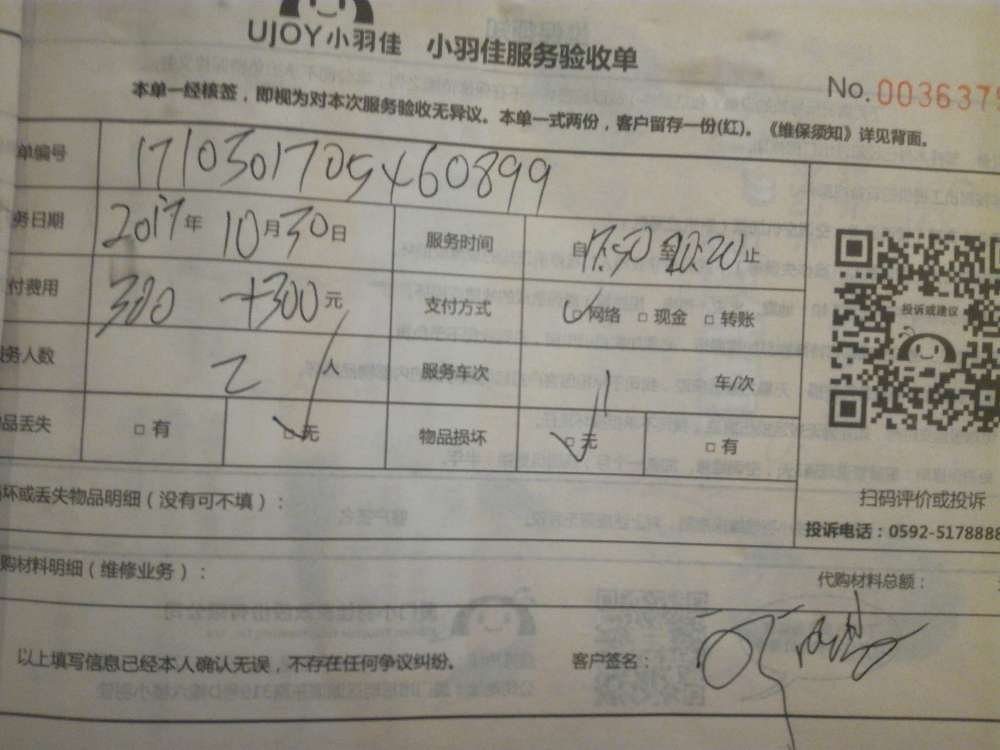 UJOY小羽佳 小羽佳服务验收单
No. 003637
本单一经核签，即视为对本次服务验收无异议。本单一式两份，客户留存一份(红)。《维保须知》详见背面。
单编号 17103017054460899
务日期 2017年10月30日 服务时间 自17:50至20:20止
付费用 300 +300元 支付方式 □网络 □现金 □转账
服务人数 2人 服务车次 车/次
品丢失 □有 □无 物品损坏 □无 □有
投诉或建议
扫码评价或投诉
投诉电话：0592-5178888
坏或丢失物品明细（没有可不填）：
购材料明细（维修业务）： 代购材料总额：
以上填写信息已经本人确认无误，不存在任何争议纠纷。 客户签名：